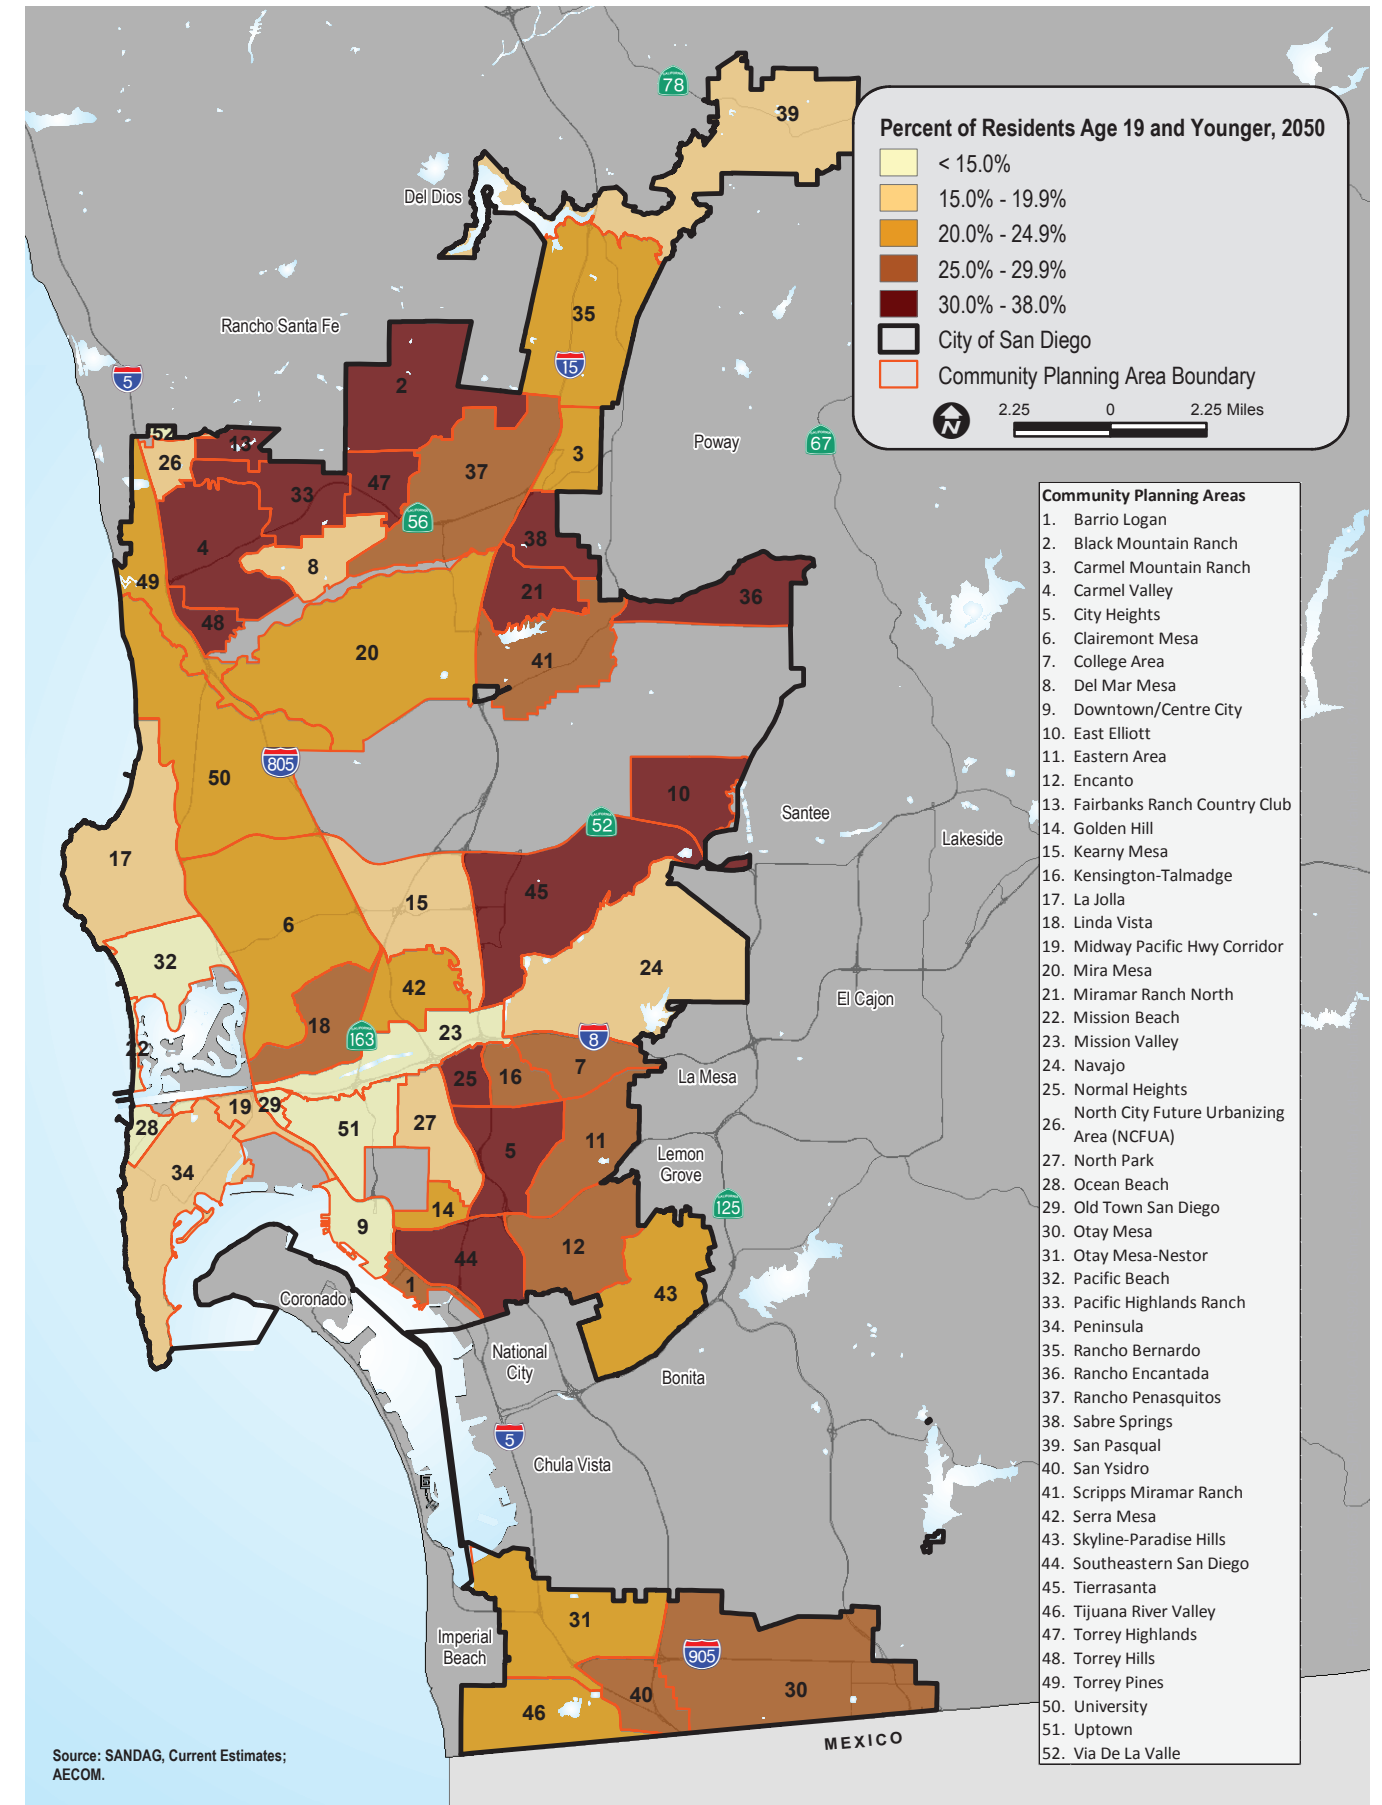 78
39
Percent of Residents Age 19 and Younger, 2050
< 15.0%
15.0% - 19.9%
20.0% - 24.9%
25.0% - 29.9%
30.0% - 38.0%
City of San Diego
Community Planning Area Boundary
N
2.25 0 2.25 Miles
Del Dios
35
15
Rancho Santa Fe
5
2
Poway
67
52
13
26
3
37
47
33
56
38
4
8
49
21
36
48
20
41
50
805
10
Santee
52
Lakeside
17
45
15
6
32
24
42
El Cajon
18
163
23
8
22
25
16
7
La Mesa
19
29
28
51
27
5
11
Lemon
Grove
34
125
14
9
12
44
1
43
Coronado
National
City
Bonita
5
Chula Vista
31
Imperial
Beach
905
40
30
46
MEXICO
Source: SANDAG, Current Estimates;
AECOM.
Community Planning Areas
1. Barrio Logan
2. Black Mountain Ranch
3. Carmel Mountain Ranch
4. Carmel Valley
5. City Heights
6. Clairemont Mesa
7. College Area
8. Del Mar Mesa
9. Downtown/Centre City
10. East Elliott
11. Eastern Area
12. Encanto
13. Fairbanks Ranch Country Club
14. Golden Hill
15. Kearny Mesa
16. Kensington-Talmadge
17. La Jolla
18. Linda Vista
19. Midway Pacific Hwy Corridor
20. Mira Mesa
21. Miramar Ranch North
22. Mission Beach
23. Mission Valley
24. Navajo
25. Normal Heights
26. North City Future Urbanizing
Area (NCFUA)
27. North Park
28. Ocean Beach
29. Old Town San Diego
30. Otay Mesa
31. Otay Mesa-Nestor
32. Pacific Beach
33. Pacific Highlands Ranch
34. Peninsula
35. Rancho Bernardo
36. Rancho Encantada
37. Rancho Penasquitos
38. Sabre Springs
39. San Pasqual
40. San Ysidro
41. Scripps Miramar Ranch
42. Serra Mesa
43. Skyline-Paradise Hills
44. Southeastern San Diego
45. Tierrasanta
46. Tijuana River Valley
47. Torrey Highlands
48. Torrey Hills
49. Torrey Pines
50. University
51. Uptown
52. Via De La Valle